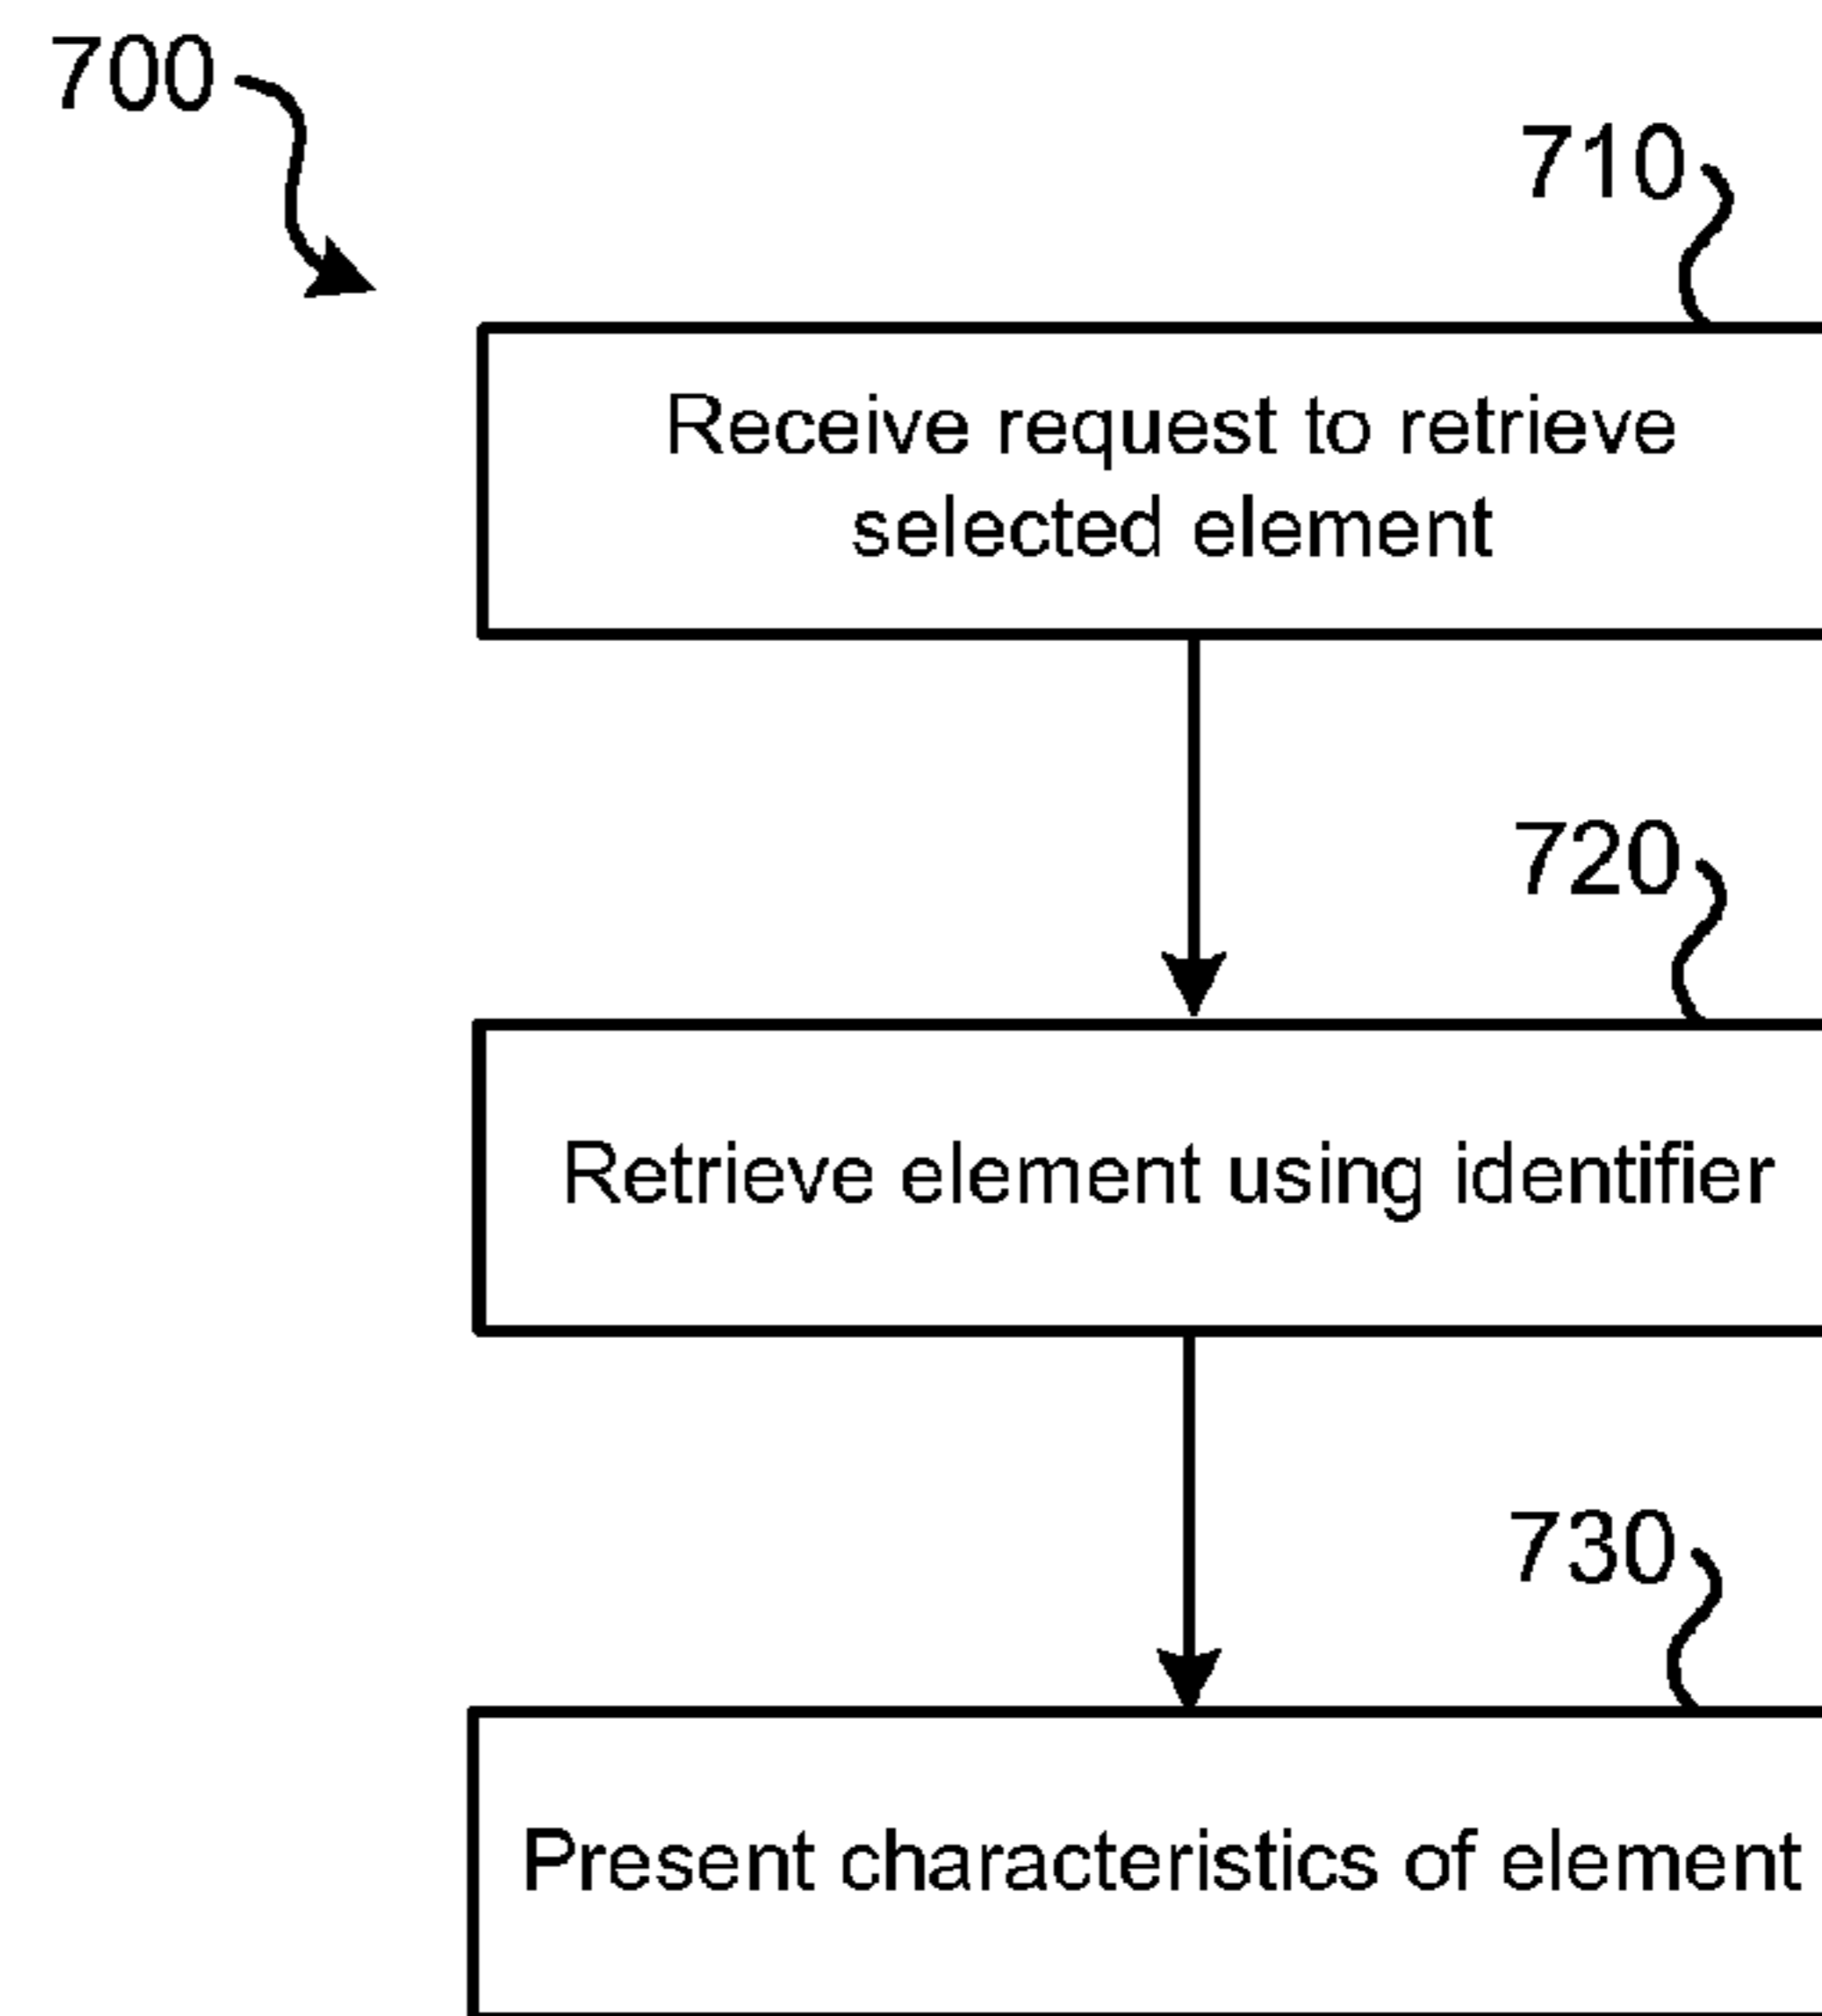 700
710
Receive request to retrieve
selected element
720
Retrieve element using identifier
730
Present characteristics of element